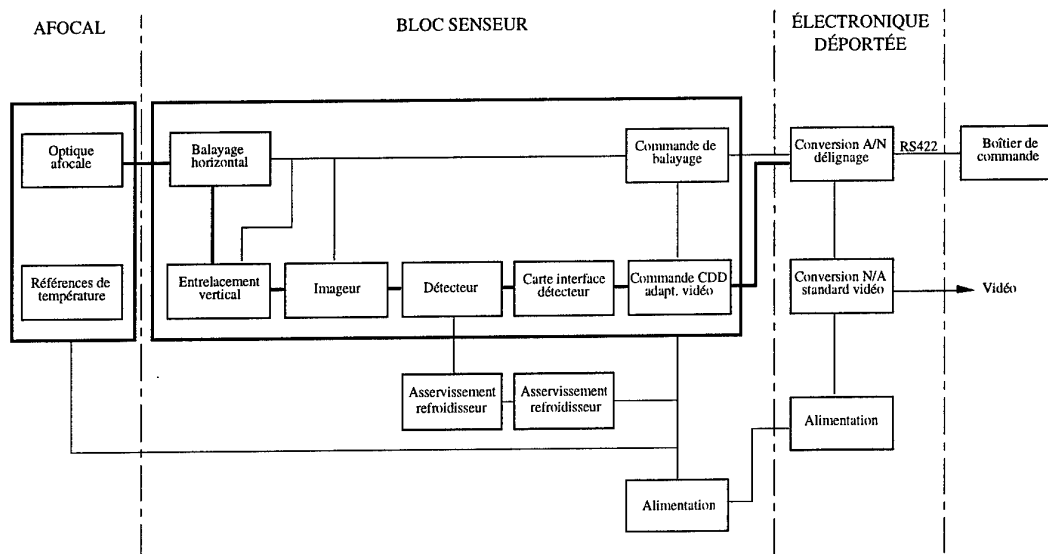 AFOCAL
BLOC SENSEUR
ÉLECTRONIQUE
DÉPORTÉE
Optique
afocale
Balayage
horizontal
Commande de
balayage
Conversion A/N
délignage
RS422
Boîtier de
commande
Références de
température
Entrelacement
vertical
Imageur
Détecteur
Carte interface
détecteur
Commande CDD
adapt. vidéo
Conversion N/A
standard vidéo
Vidéo
Asservissement
refroidisseur
Asservissement
refroidisseur
Alimentation
Alimentation